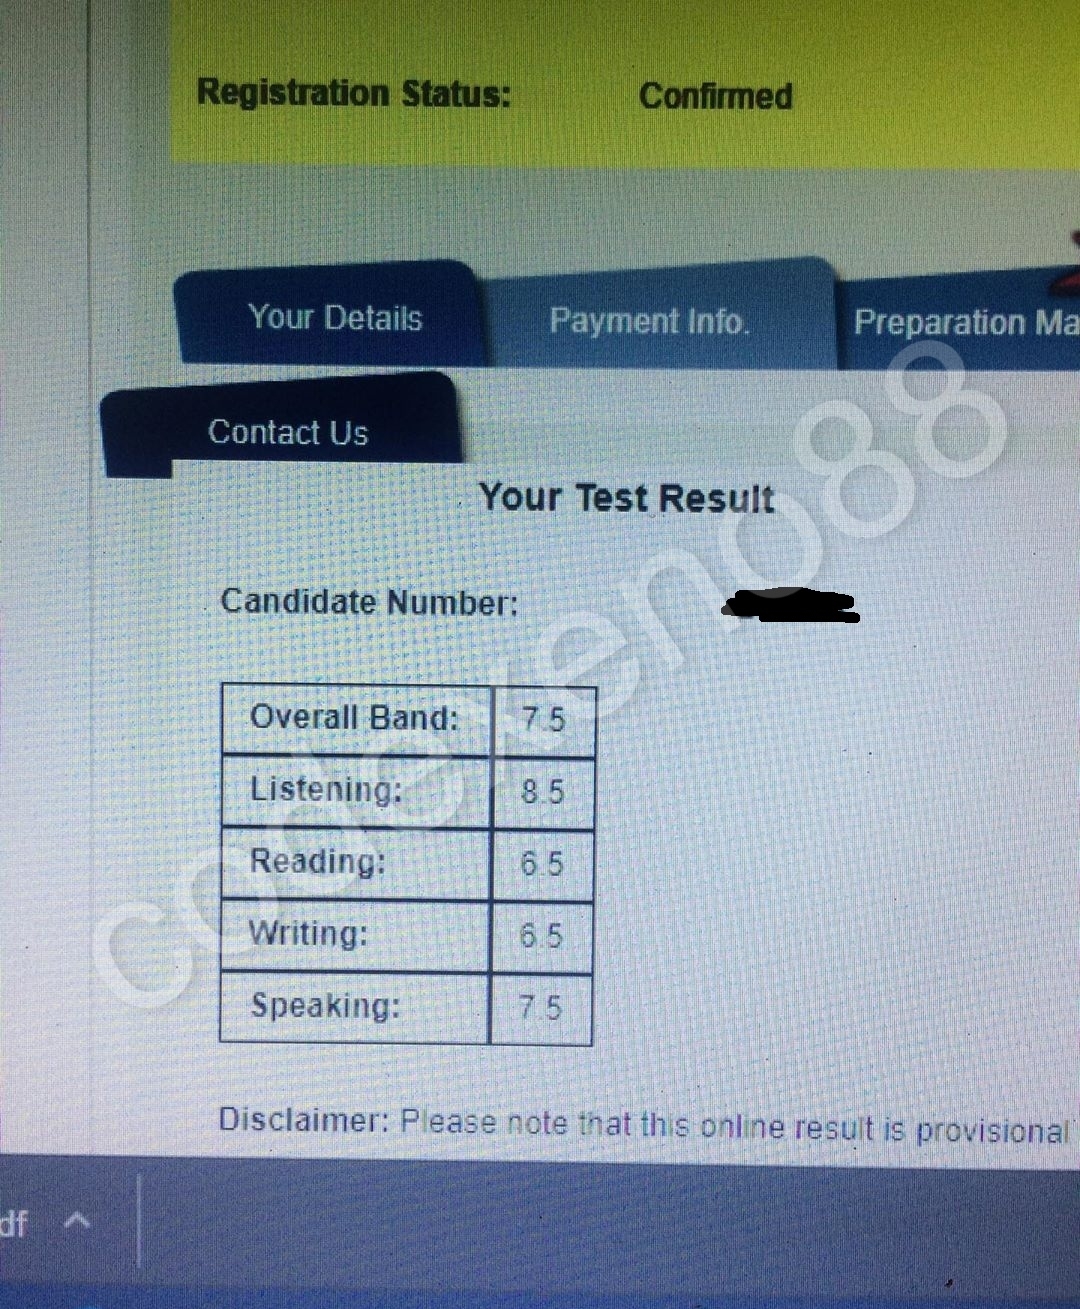 Registration Status: Confirmed
Your Details Payment Info. Preparation Ma
Contact Us
Your Test Result
Candidate Number:
Overall Band: 7.5
Listening: 8.5
Reading: 6.5
Writing: 6.5
Speaking: 7.5
Disclaimer: Please note that this online result is provisional
df
codexeno88